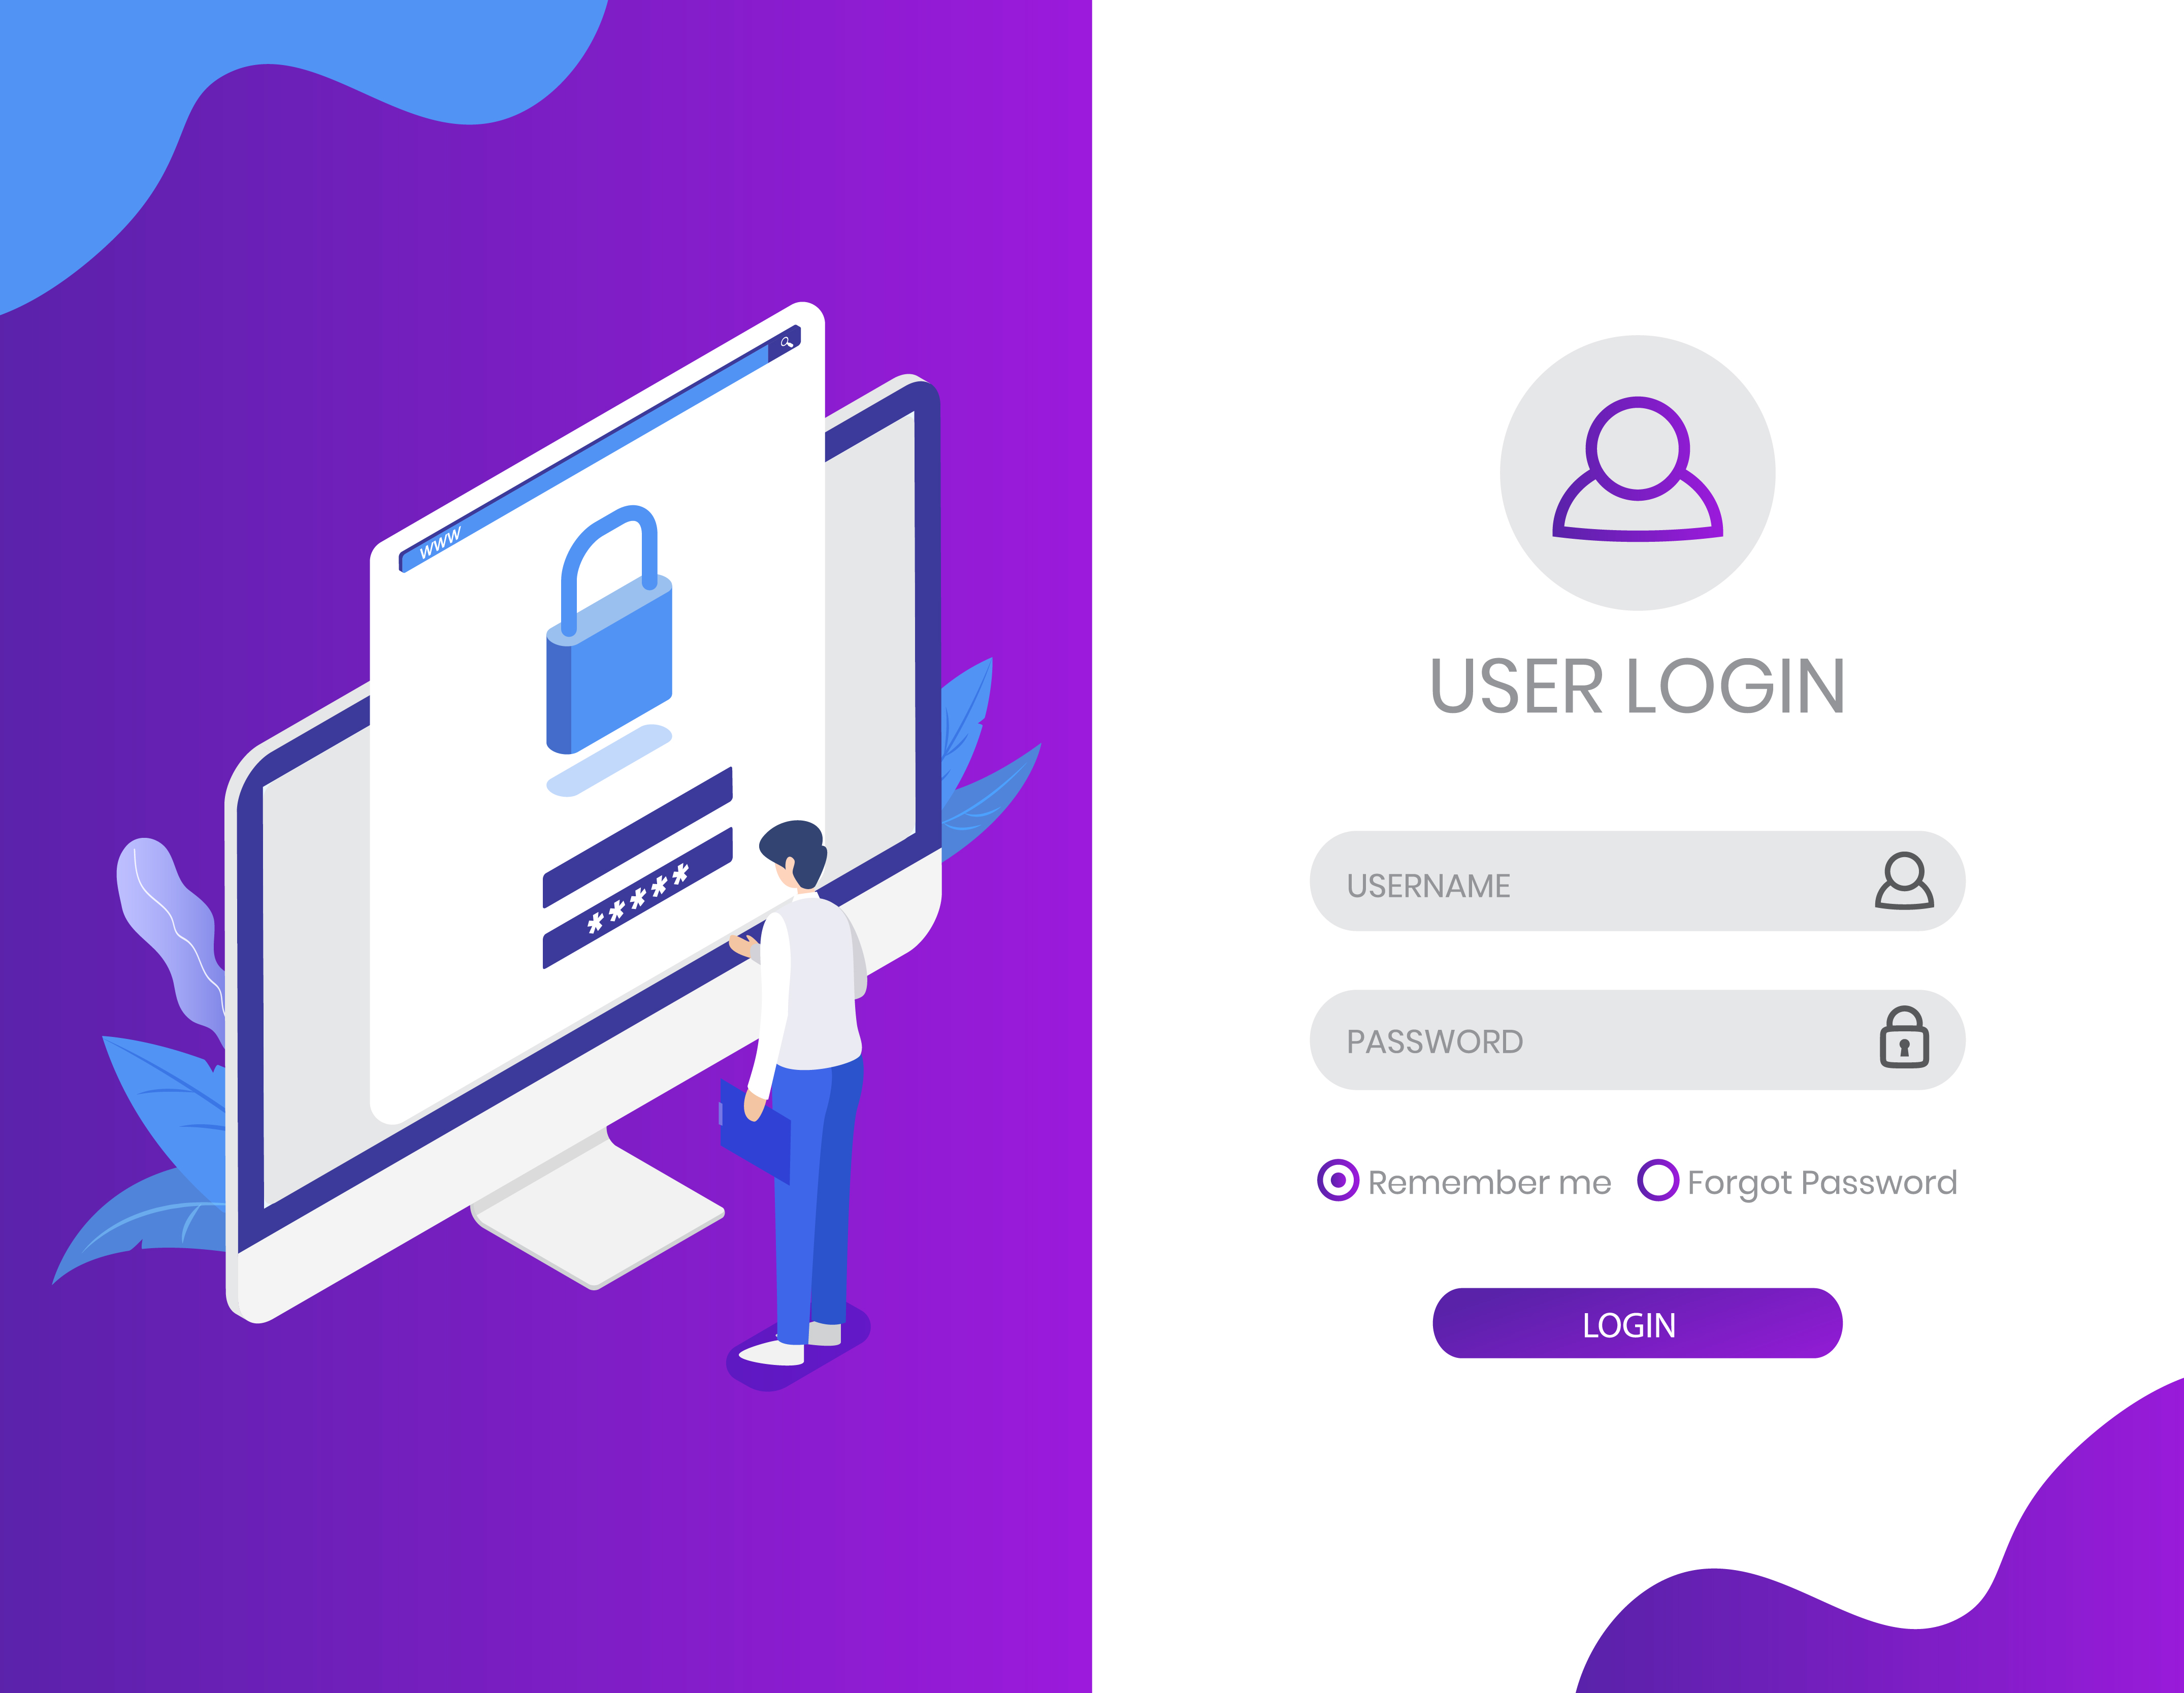 WWW
*****
USER LOGIN
USERNAME
PASSWORD
Remember me Forgot Password
LOGIN